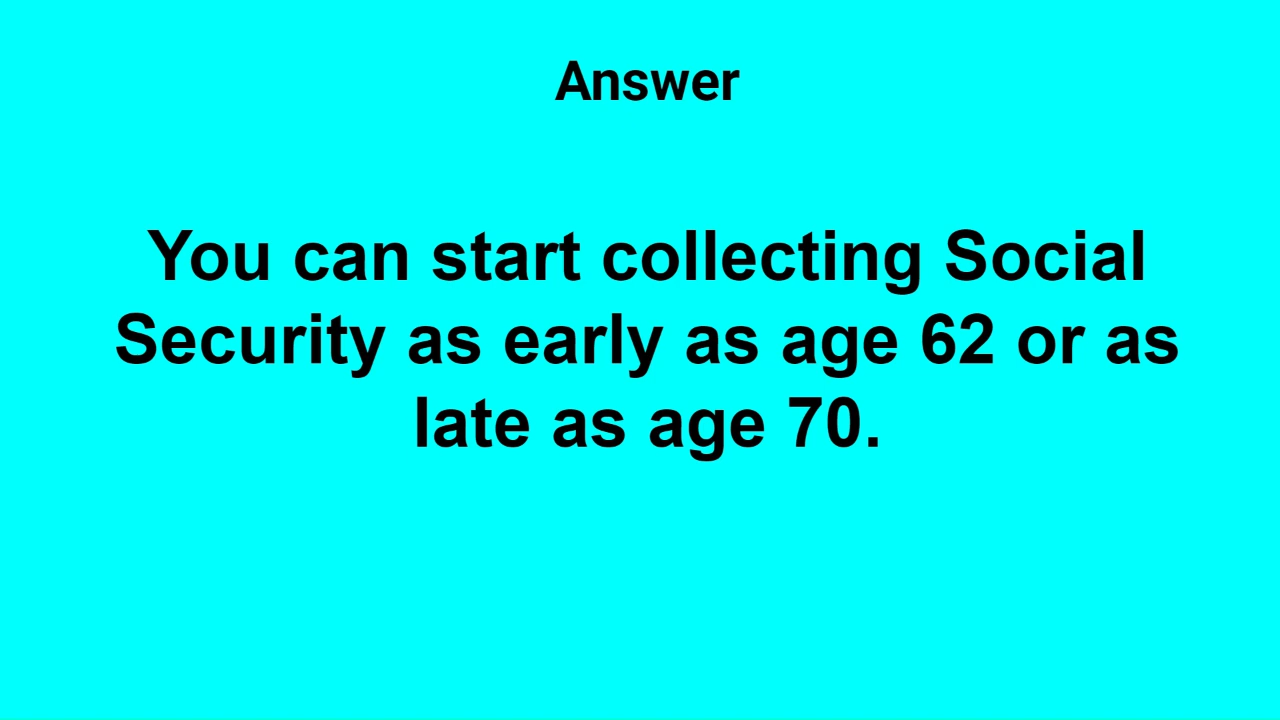 Answer
You can start collecting Social
Security as early as age 62 or as
late as age 70.